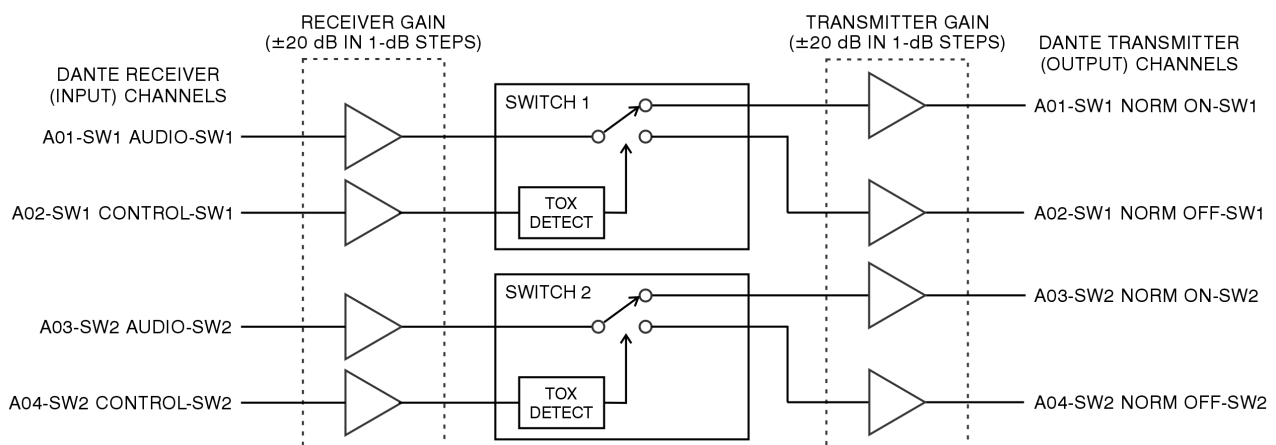 RECEIVER GAIN
(±20 dB IN 1-dB STEPS)
TRANSMITTER GAIN
(±20 dB IN 1-dB STEPS)
DANTE RECEIVER
(INPUT) CHANNELS
DANTE TRANSMITTER
(OUTPUT) CHANNELS
SWITCH 1
A01-SW1 AUDIO-SW1
A01-SW1 NORM ON-SW1
A02-SW1 CONTROL-SW1
TOX
DETECT
A02-SW1 NORM OFF-SW1
SWITCH 2
A03-SW2 AUDIO-SW2
A03-SW2 NORM ON-SW2
A04-SW2 CONTROL-SW2
TOX
DETECT
A04-SW2 NORM OFF-SW2